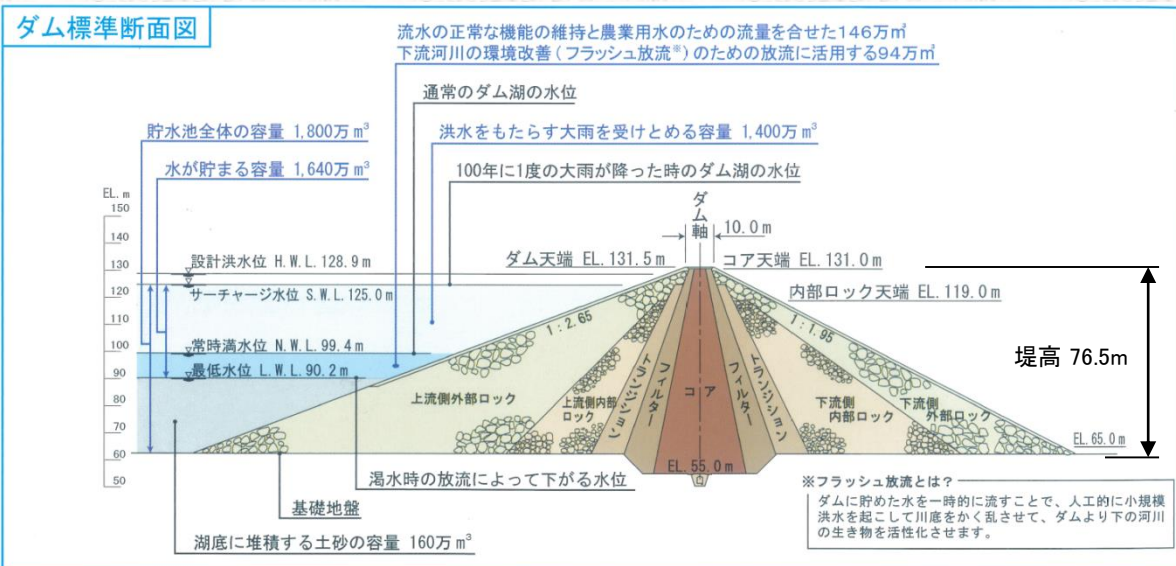 ダム標準断面図
流水の正常な機能の維持と農業用水のための流量を合せた146万㎥
下流河川の環境改善(フラッシュ放流※)のための放流に活用する94万㎥
通常のダム湖の水位
貯水池全体の容量 1,800万m³
洪水をもたらす大雨を受けとめる容量 1,400万m³
水が貯まる容量 1,640万m³
100年に1度の大雨が降った時のダム湖の水位
EL. m
150
140
130
120
110
100
90
80
70
60
50
ダム軸
10.0m
設計洪水位 H.W.L.128.9m
ダム天端 EL. 131.5m
コア天端 EL. 131.0m
サーチャージ水位 S.W.L.125.0m
内部ロック天端 EL.119.0m
1:2.65
1:1.95
常時満水位 N.W.L.99.4m
堤高 76.5m
最低水位 L.W.L.90.2m
上流側外部ロック
上流側内部
ロック
トランジション
フィルター
コア
フィルター
トランジション
下流側
内部ロック
下流側
外部ロック
EL.65.0m
EL.55.0m
渇水時の放流によって下がる水位
基礎地盤
湖底に堆積する土砂の容量 160万m³
※フラッシュ放流とは?
ダムに貯めた水を一時的に流すことで、人工的に小規模
洪水を起こして川底をかく乱させて、ダムより下の河川
の生き物を活性化させます。